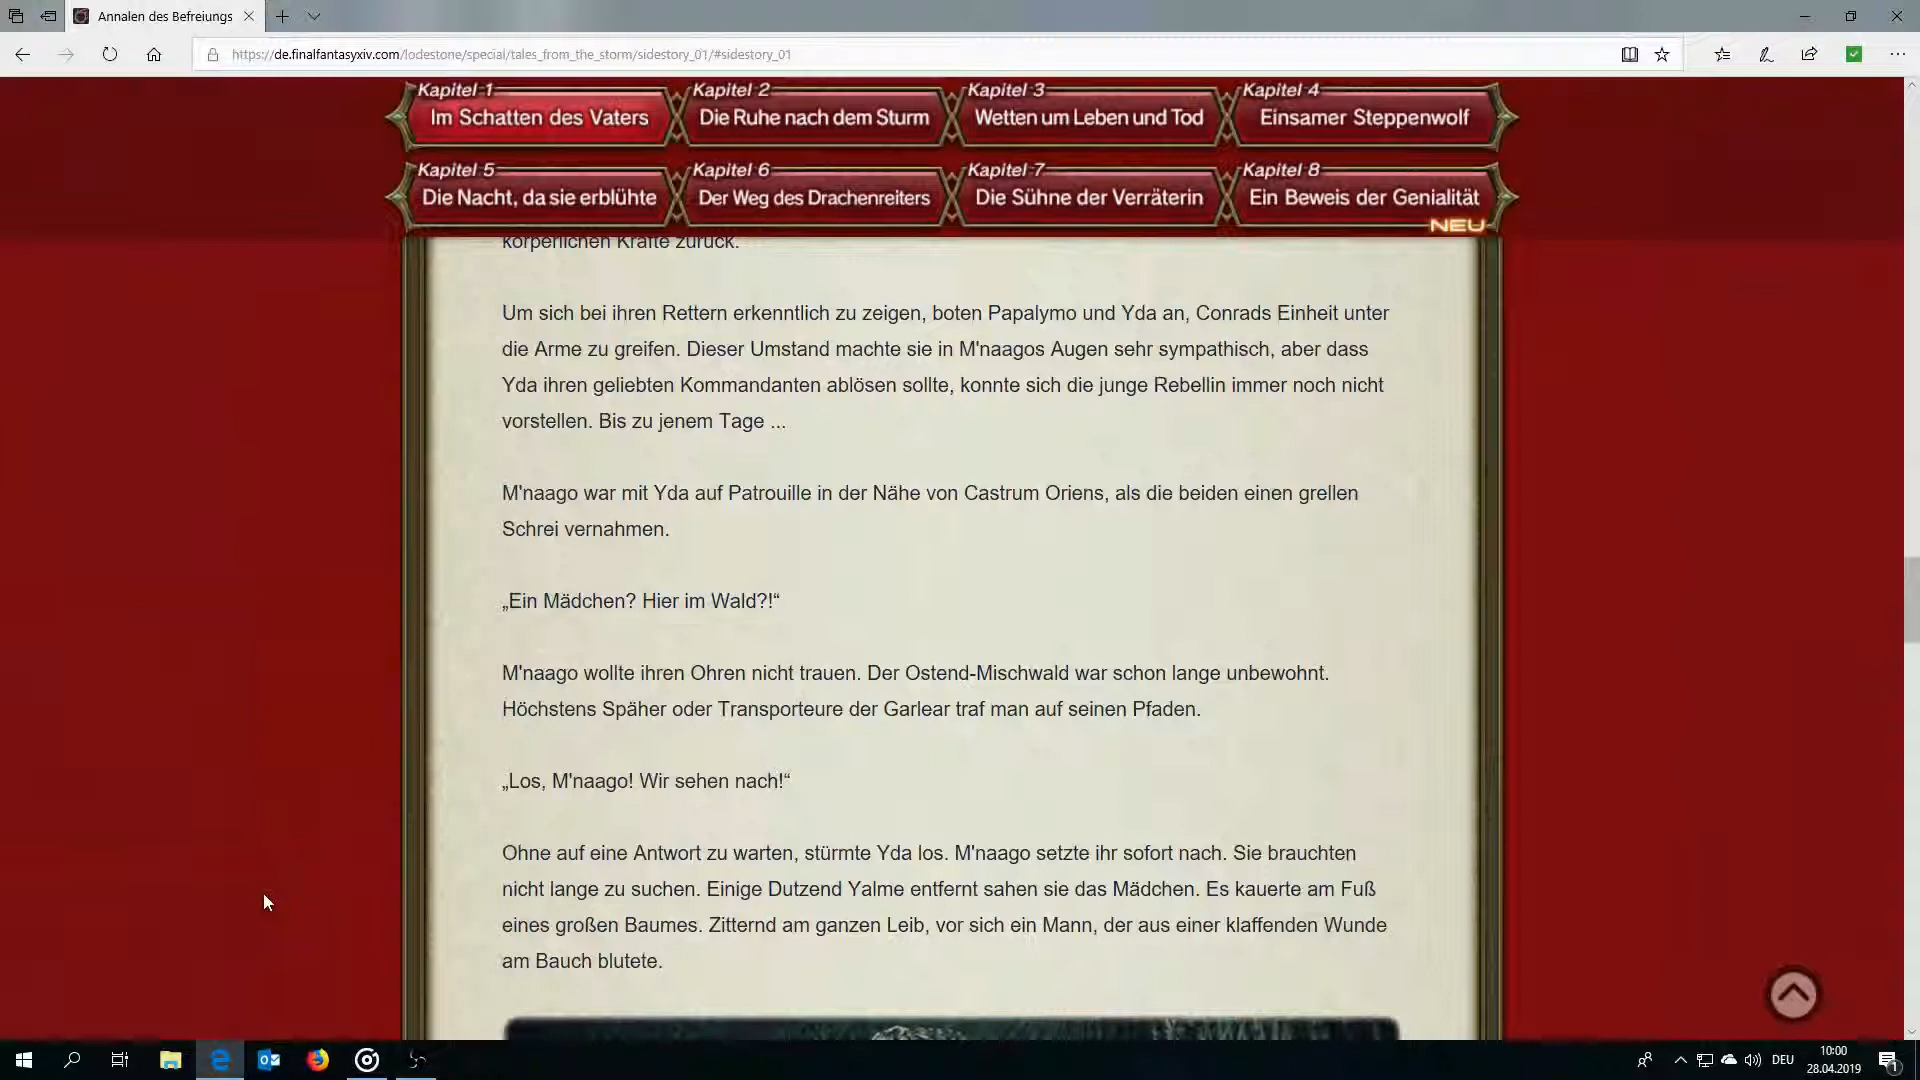 Annalen des Befreiungs
https://de.finalfantasyxiv.com/lodestone/special/tales_from_the_storm/sidestory_01/#sidestory_01
Kapitel 1
Im Schatten des Vaters
Kapitel 2
Die Ruhe nach dem Sturm
Kapitel 3
Wetten um Leben und Tod
Kapitel 4
Einsamer Steppenwolf
Kapitel 5
Die Nacht, da sie erblühte
Kapitel 6
Der Weg des Drachenreiters
Kapitel 7
Die Sühne der Verräterin
Kapitel 8
Ein Beweis der Genialität
NEU
körperlichen Kräfte zurück.
Um sich bei ihren Rettern erkenntlich zu zeigen, boten Papalymo und Yda an, Conrads Einheit unter
die Arme zu greifen. Dieser Umstand machte sie in M'naagos Augen sehr sympathisch, aber dass
Yda ihren geliebten Kommandanten ablösen sollte, konnte sich die junge Rebellin immer noch nicht
vorstellen. Bis zu jenem Tage ...
M'naago war mit Yda auf Patrouille in der Nähe von Castrum Oriens, als die beiden einen grellen
Schrei vernahmen.
„Ein Mädchen? Hier im Wald?!“
M'naago wollte ihren Ohren nicht trauen. Der Ostend-Mischwald war schon lange unbewohnt.
Höchstens Späher oder Transporteure der Garlear traf man auf seinen Pfaden.
„Los, M'naago! Wir sehen nach!“
Ohne auf eine Antwort zu warten, stürmte Yda los. M'naago setzte ihr sofort nach. Sie brauchten
nicht lange zu suchen. Einige Dutzend Yalme entfernt sahen sie das Mädchen. Es kauerte am Fuß
eines großen Baumes. Zitternd am ganzen Leib, vor sich ein Mann, der aus einer klaffenden Wunde
am Bauch blutete.
DEU
10:00
28.04.2019
1